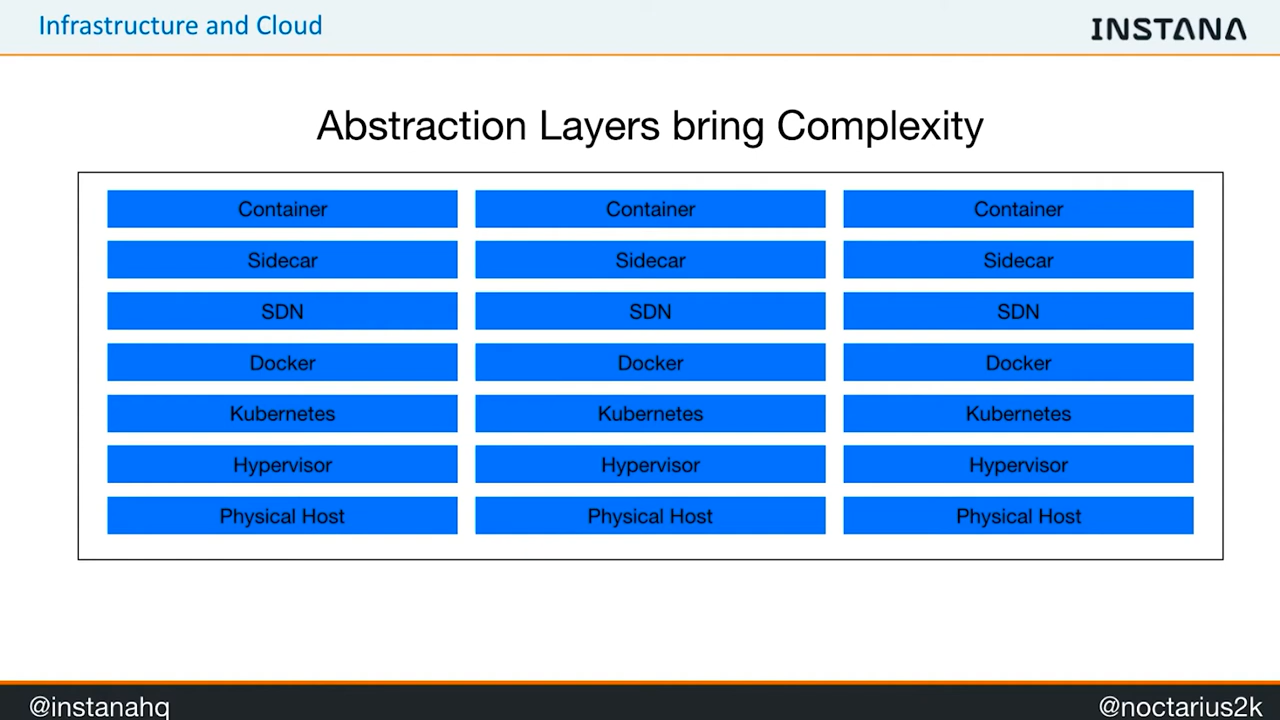 Infrastructure and Cloud
INSTANA
Abstraction Layers bring Complexity
Container Container Container
Sidecar Sidecar Sidecar
SDN SDN SDN
Docker Docker Docker
Kubernetes Kubernetes Kubernetes
Hypervisor Hypervisor Hypervisor
Physical Host Physical Host Physical Host
@instanahq
@noctarius2k